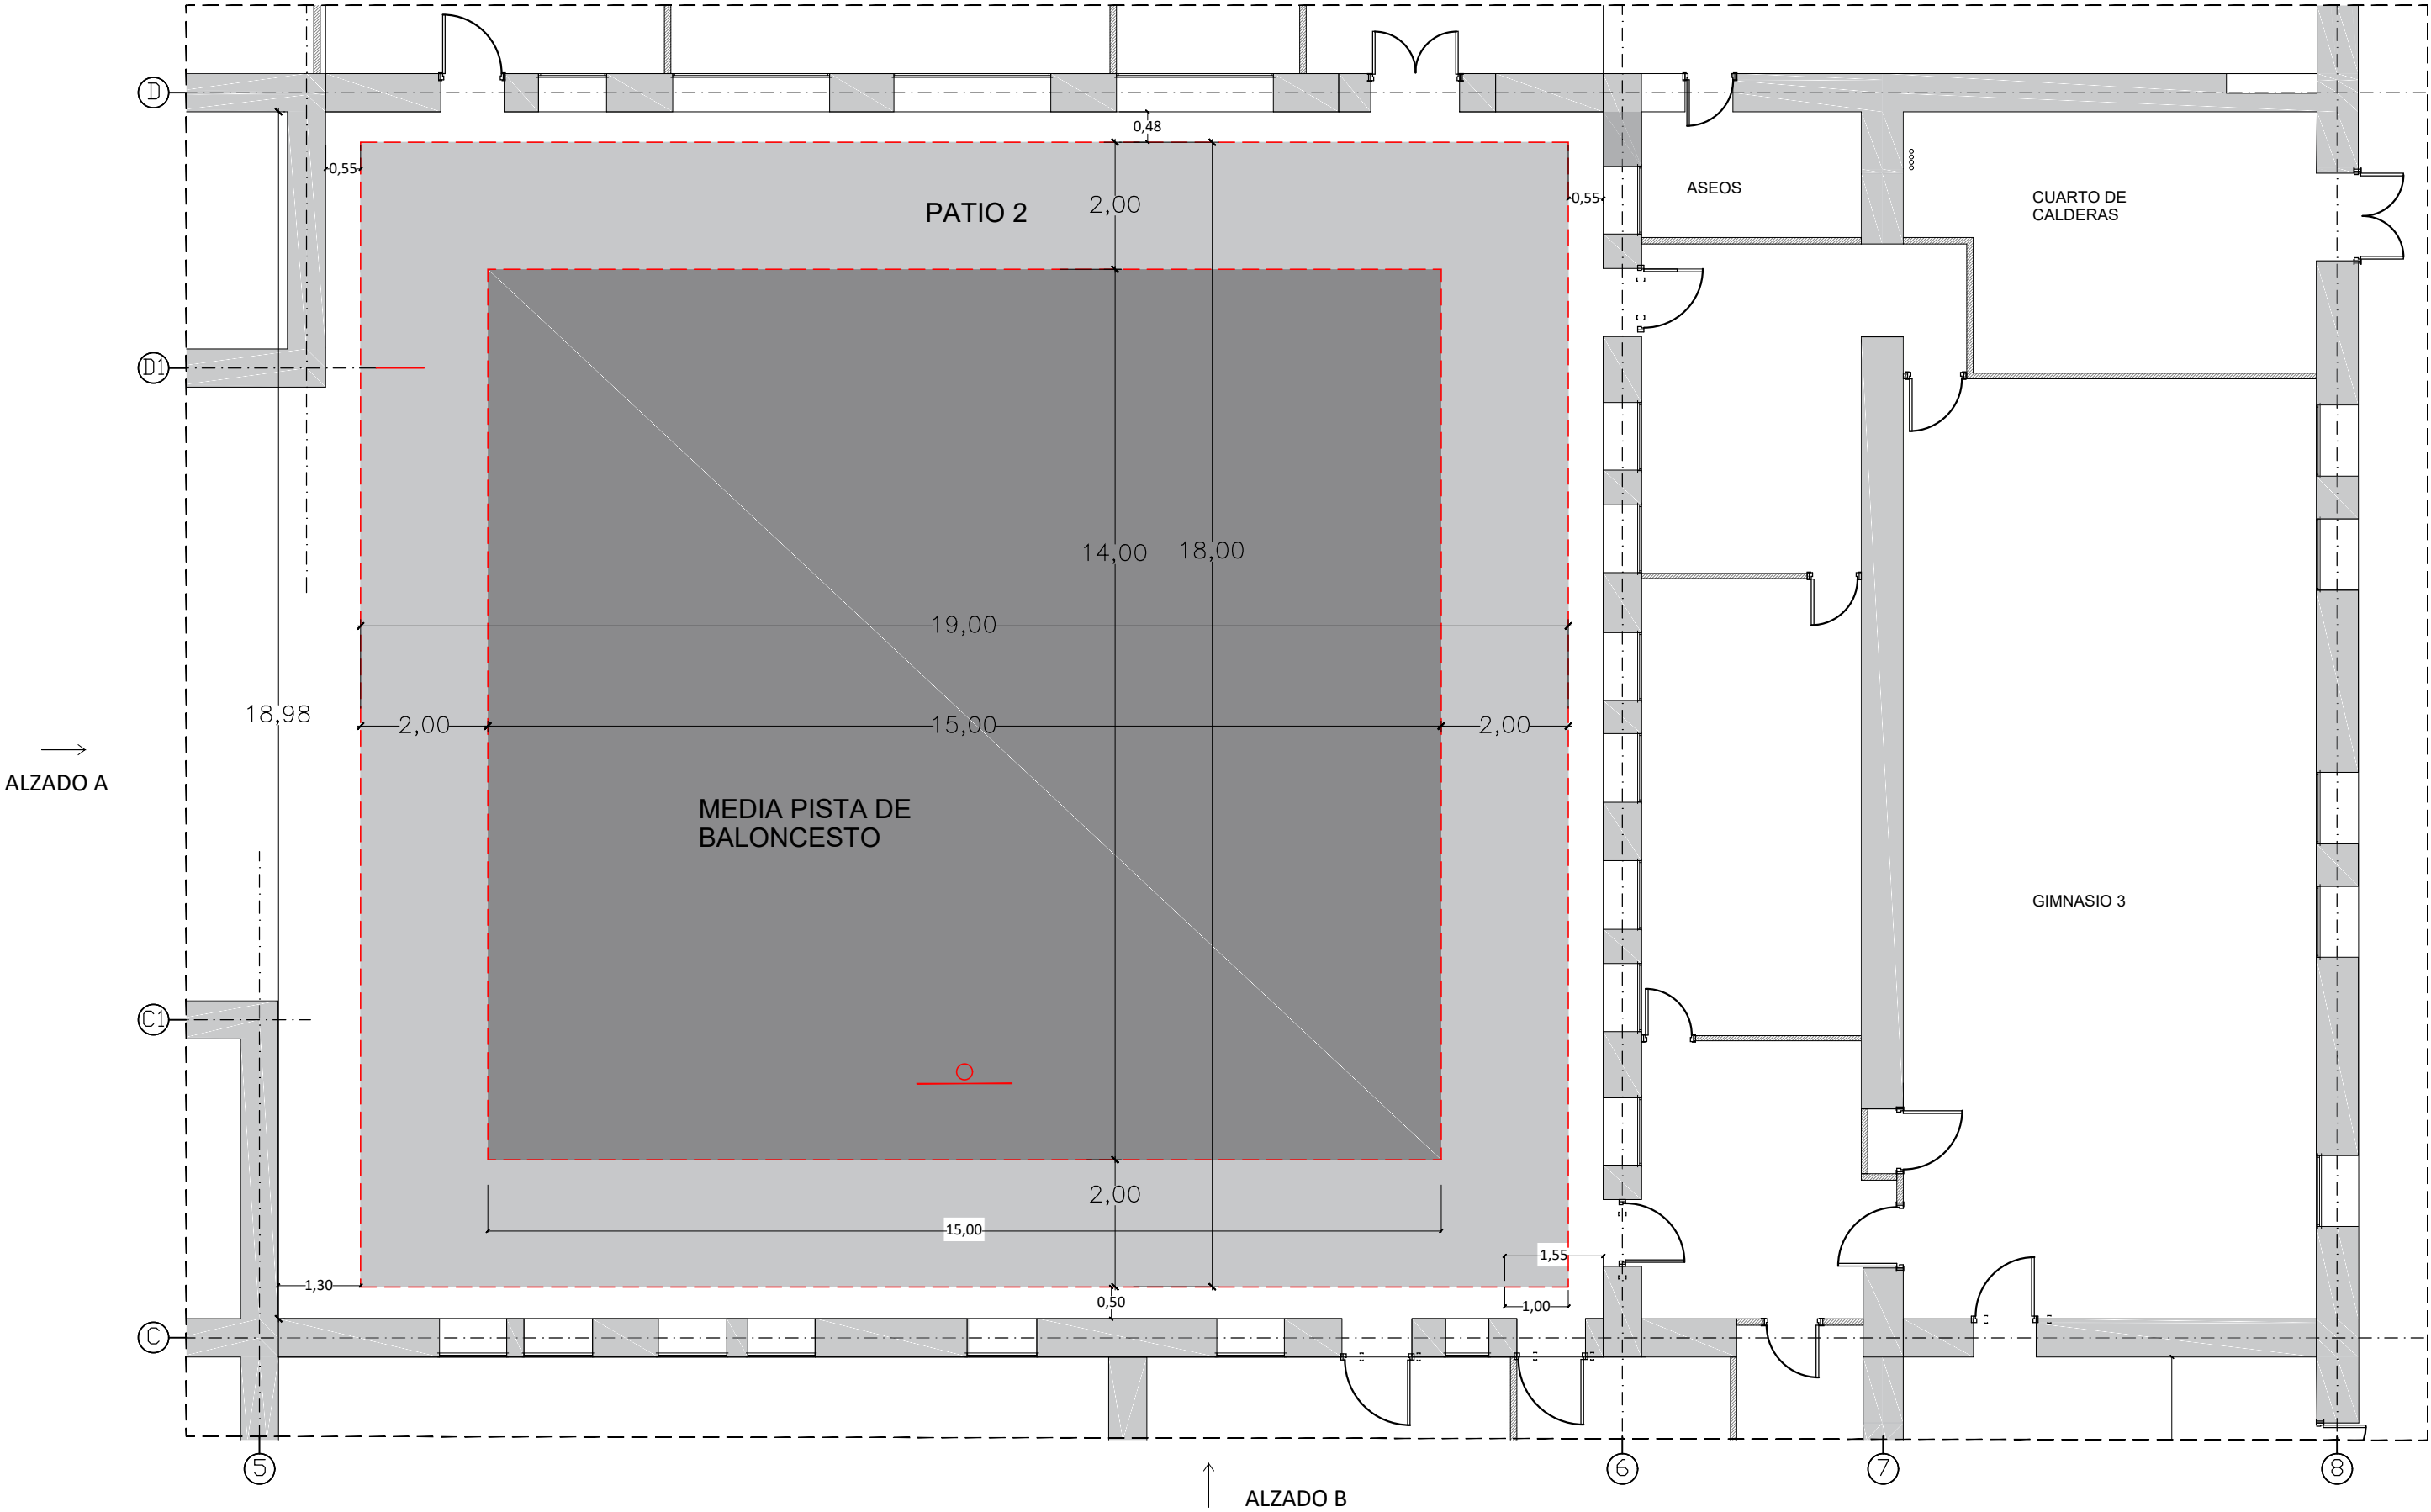 D
0,48
0,55
PATIO 2
2,00
0,55
ASEOS
CUARTO DE
CALDERAS
D1
14,00
18,00
19,00
18,98
2,00
15,00
2,00
ALZADO A
MEDIA PISTA DE
BALONCESTO
GIMNASIO 3
C1
2,00
15,00
1,55
1,30
0,50
1,00
C
5
6
7
8
ALZADO B